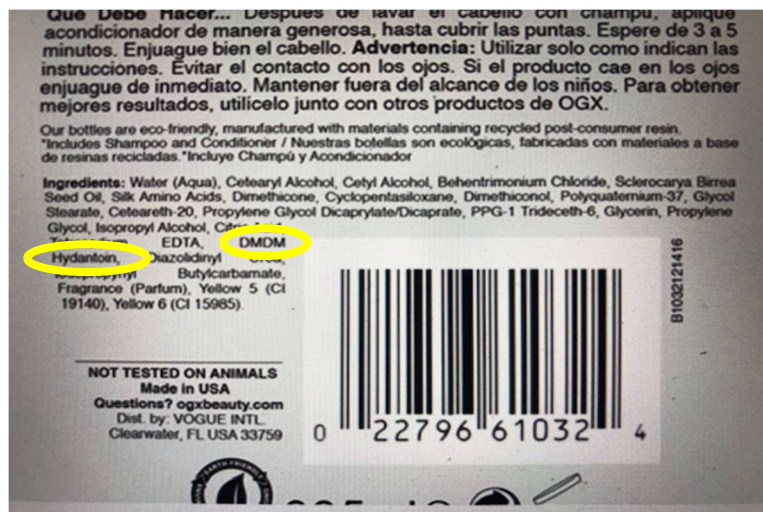 Que Debe Hacer... Después de lavar el cabello con champú, aplique
acondicionador de manera generosa, hasta cubrir las puntas. Espere de 3 a 5
minutos. Enjuague bien el cabello. Advertencia: Utilizar solo como indican las
instrucciones. Evitar el contacto con los ojos. Si el producto cae en los ojos
enjuague de inmediato. Mantener fuera del alcance de los niños. Para obtener
mejores resultados, utilícelo junto con otros productos de OGX.
Our bottles are eco-friendly, manufactured with materials containing recycled post-consumer resin.
*Includes Shampoo and Conditioner / Nuestras botellas son ecológicas, fabricadas con materiales a base
de resinas recicladas.*Incluye Champú y Acondicionador
Ingredients: Water (Aqua), Cetearyl Alcohol, Cetyl Alcohol, Behentrimonium Chloride, Sclerocarya Birrea
Seed Oil, Silk Amino Acids, Dimethicone, Cyclopentasiloxane, Dimethiconol, Polyquaternium-37, Glycol
Stearate, Ceteareth-20, Propylene Glycol Dicaprylate/Dicaprate, PPG-1 Trideceth-6, Glycerin, Propylene
Glycol, Isopropyl Alcohol, Citric Acid,
EDTA, DMDM
Hydantoin, Diazolidinyl Urea,
Butylcarbamate,
Fragrance (Parfum), Yellow 5 (CI
19140), Yellow 6 (CI 15985).
B1032121416
NOT TESTED ON ANIMALS
Made in USA
Questions? ogxbeauty.com
Dist. by: VOGUE INTL.
Clearwater, FL USA 33759
0 22796 61032 4
EARTH FRIENDLY